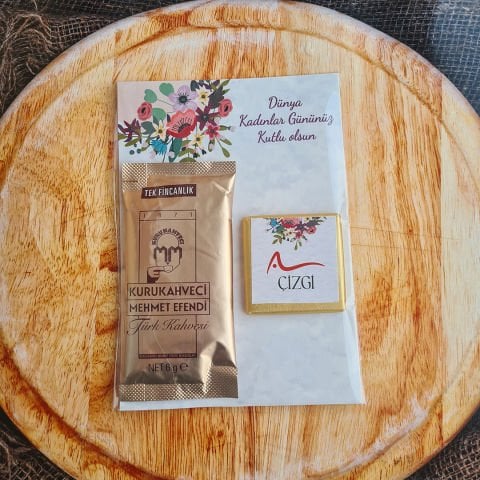 Dünya
Kadınlar Gününüz
Kutlu olsun
TEK FİNCANLIK
1871
KURUKAHVECİ
MEHMET EFENDİ
Türk Kahvesi
NET 6 g ℮
ÇİZGİ